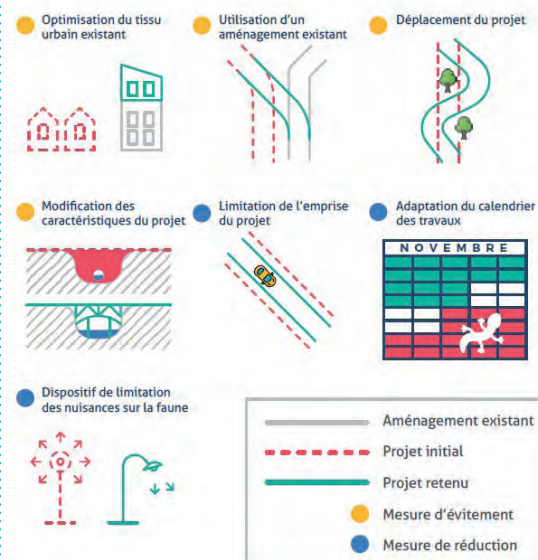 Optimisation du tissu
urbain existant
Utilisation d'un
aménagement existant
Déplacement du projet
Modification des
caractéristiques du projet
Limitation de l'emprise
du projet
Adaptation du calendrier
des travaux
NOVEMBRE
Dispositif de limitation
des nuisances sur la faune
Aménagement existant
Projet initial
Projet retenu
Mesure d'évitement
Mesure de réduction